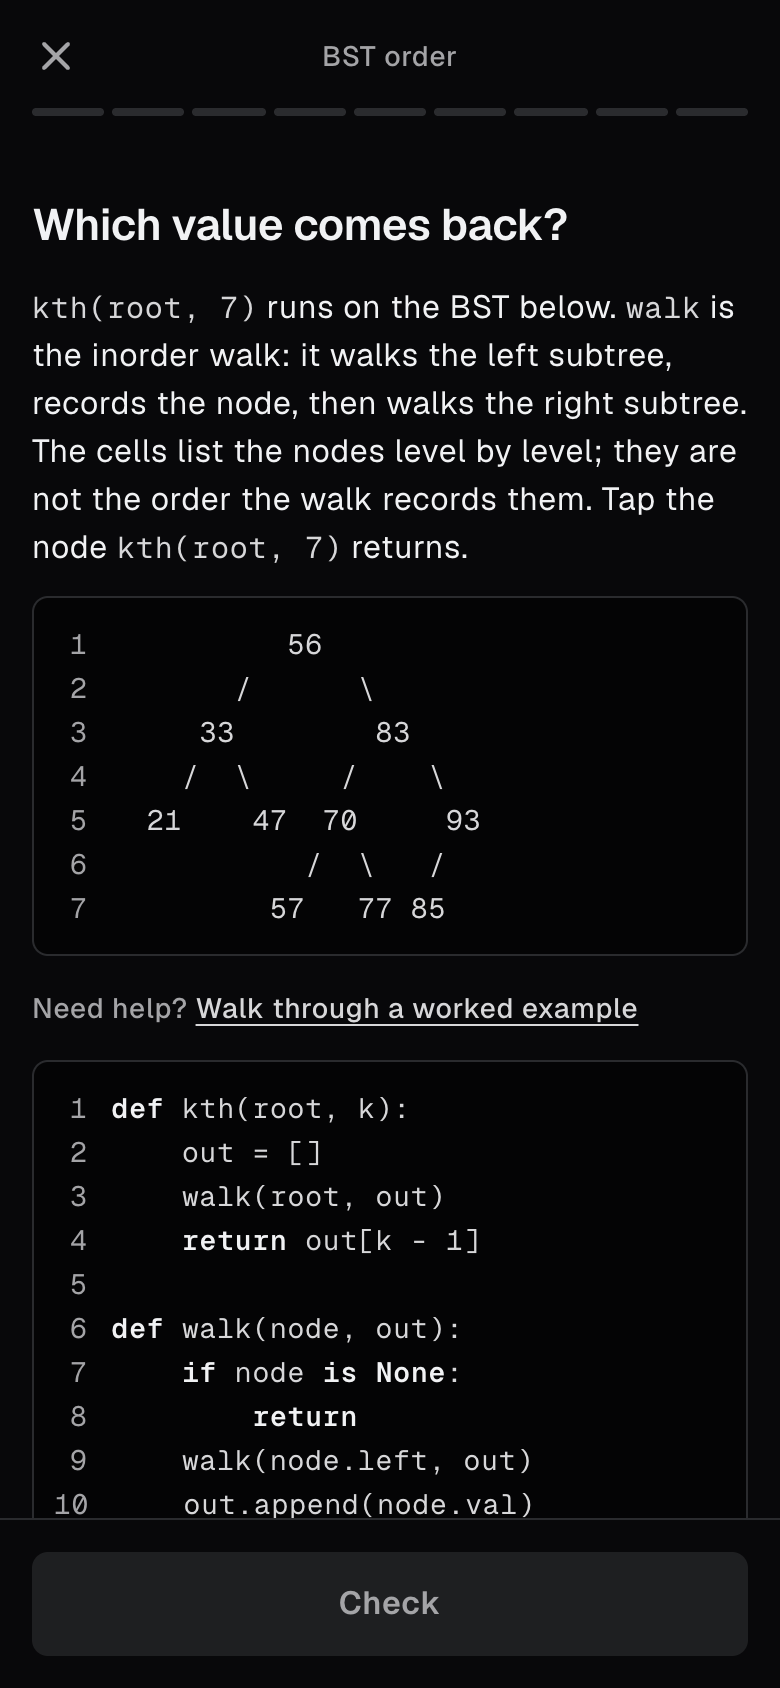 BST order
Which value comes back?
kth(root, 7) runs on the BST below. walk is
the inorder walk: it walks the left subtree,
records the node, then walks the right subtree.
The cells list the nodes level by level; they are
not the order the walk records them. Tap the
node kth(root, 7) returns.
1           56
2        /      \
3      33        83
4     /  \     /    \
5   21    47  70     93
6            /  \   /
7          57   77 85
Need help? Walk through a worked example
1 def kth(root, k):
2     out = []
3     walk(root, out)
4     return out[k - 1]
5
6 def walk(node, out):
7     if node is None:
8         return
9     walk(node.left, out)
10     out.append(node.val)
Check